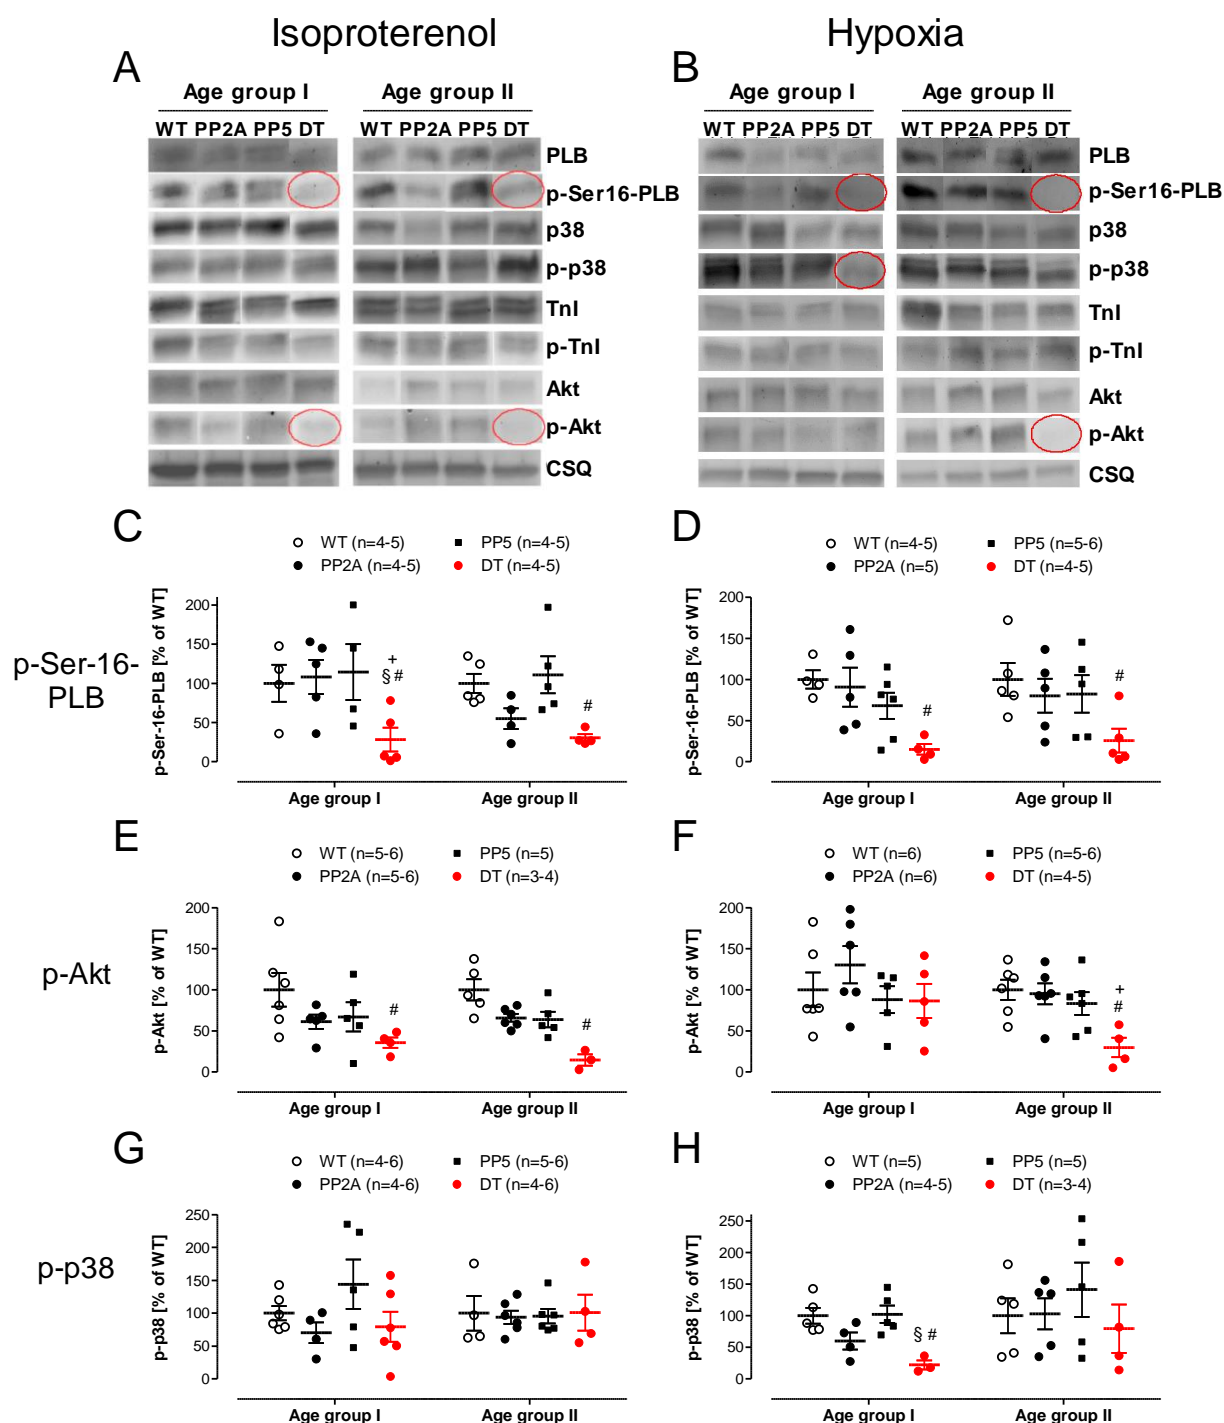 Isoproterenol
Hypoxia
A
Age group I
Age group II
WT PP2A PP5 DT
WT PP2A PP5 DT
PLB
p-Ser16-PLB
p38
p-p38
TnI
p-TnI
Akt
p-Akt
CSQ
B
Age group I
Age group II
WT PP2A PP5 DT
WT PP2A PP5 DT
PLB
p-Ser16-PLB
p38
p-p38
TnI
p-TnI
Akt
p-Akt
CSQ
p-Ser-16-
PLB
C
WT (n=4-5)
PP5 (n=4-5)
PP2A (n=4-5)
DT (n=4-5)
p-Ser-16-PLB [% of WT]
200
150
100
50
0
+
§ #
#
Age group I
Age group II
D
WT (n=4-5)
PP5 (n=5-6)
PP2A (n=5)
DT (n=4-5)
p-Ser-16-PLB [% of WT]
200
150
100
50
0
#
#
Age group I
Age group II
p-Akt
E
WT (n=5-6)
PP5 (n=5)
PP2A (n=5-6)
DT (n=3-4)
p-Akt [% of WT]
200
150
100
50
0
#
#
Age group I
Age group II
F
WT (n=6)
PP5 (n=5-6)
PP2A (n=6)
DT (n=4-5)
p-Akt [% of WT]
200
150
100
50
0
+
#
Age group I
Age group II
p-p38
G
WT (n=4-6)
PP5 (n=5-6)
PP2A (n=4-6)
DT (n=4-6)
p-p38 [% of WT]
250
200
150
100
50
0
Age group I
Age group II
H
WT (n=5)
PP5 (n=5)
PP2A (n=4-5)
DT (n=3-4)
p-p38 [% of WT]
250
200
150
100
50
0
§ #
Age group I
Age group II